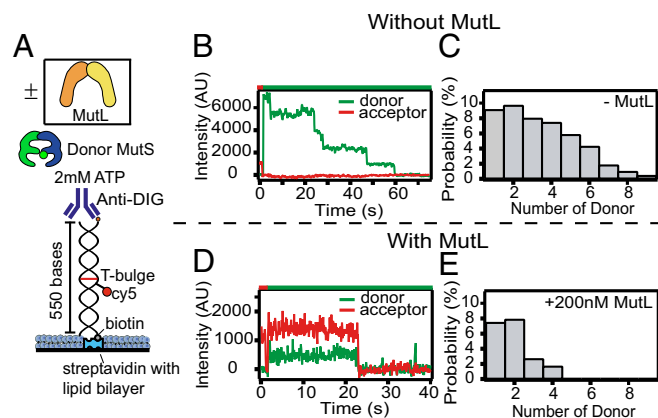 Without MutL
A
±
MutL
Donor MutS
2mM ATP
Anti-DIG
550 bases
T-bulge
cy5
biotin
streptavidin with
lipid bilayer
B
Intensity (AU)
6000
4000
2000
0
donor
acceptor
0 20 40 60
Time (s)
C
Probability (%)
10
8
6
4
2
0
- MutL
2 4 6 8
Number of Donor
With MutL
D
Intensity (AU)
2000
1000
0
donor
acceptor
0 10 20 30 40
Time (s)
E
Probability (%)
10
8
6
4
2
0
+200nM MutL
2 4 6 8
Number of Donor